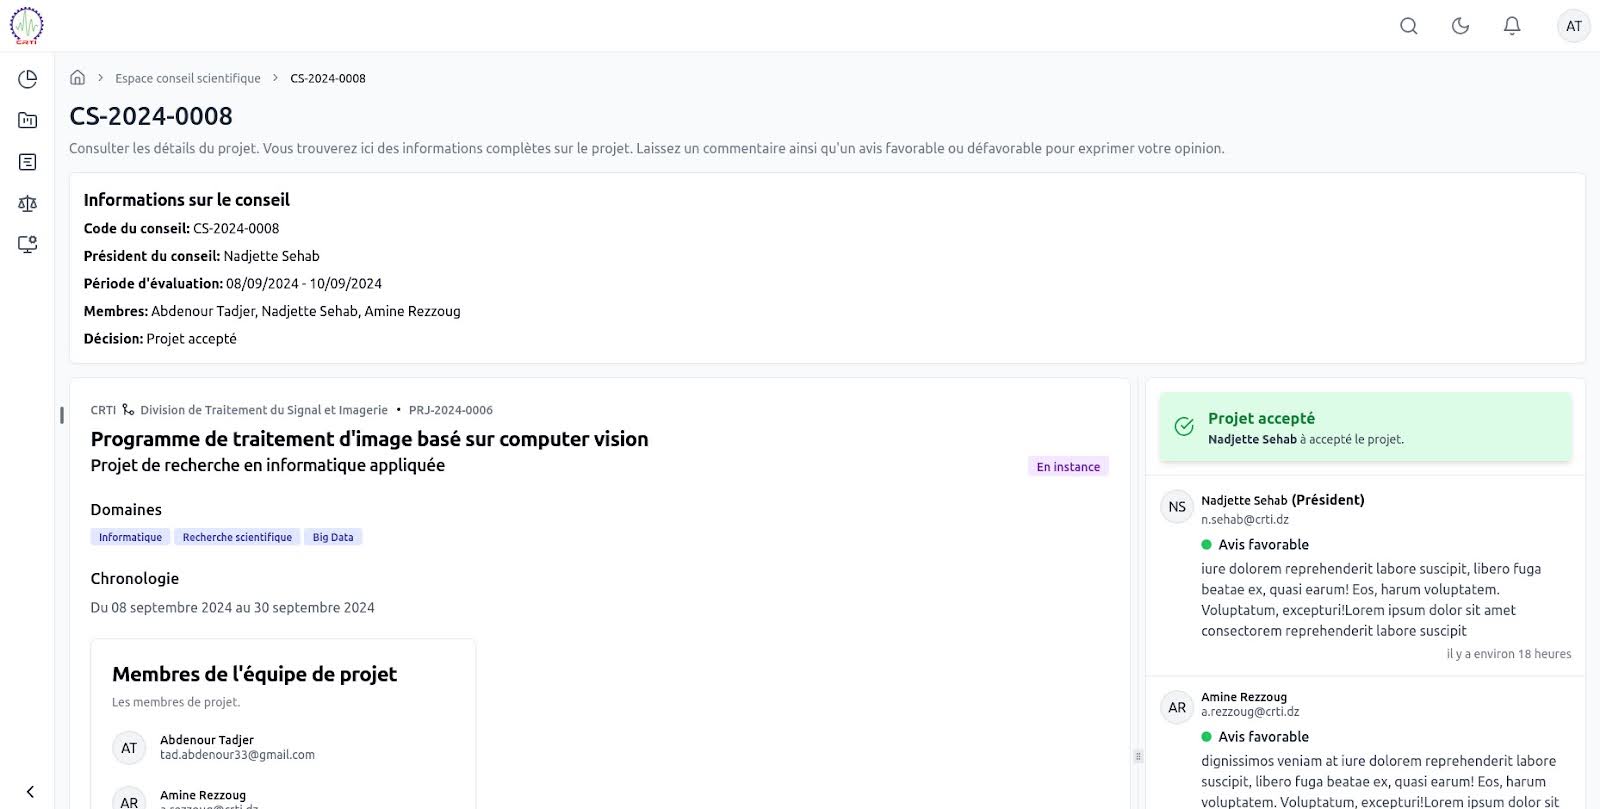 CRTI
AT
Espace conseil scientifique
CS-2024-0008
CS-2024-0008
Consulter les détails du projet. Vous trouverez ici des informations complètes sur le projet. Laissez un commentaire ainsi qu'un avis favorable ou défavorable pour exprimer votre opinion.
Informations sur le conseil
Code du conseil: CS-2024-0008
Président du conseil: Nadjette Sehab
Période d'évaluation: 08/09/2024 - 10/09/2024
Membres: Abdenour Tadjer, Nadjette Sehab, Amine Rezzoug
Décision: Projet accepté
CRTI Division de Traitement du Signal et Imagerie • PRJ-2024-0006
Programme de traitement d'image basé sur computer vision
Projet de recherche en informatique appliquée
En instance
Domaines
Informatique Recherche scientifique Big Data
Chronologie
Du 08 septembre 2024 au 30 septembre 2024
Membres de l'équipe de projet
Les membres de projet.
AT
Abdenour Tadjer
tad.abdenour33@gmail.com
AR
Amine Rezzoug
a.rezzoug@crti.dz
Projet accepté
Nadjette Sehab à accepté le projet.
NS
Nadjette Sehab (Président)
n.sehab@crti.dz
Avis favorable
iure dolorem reprehenderit labore suscipit, libero fuga
beatae ex, quasi earum! Eos, harum voluptatem.
Voluptatum, excepturi!Lorem ipsum dolor sit amet
consectorem reprehenderit labore suscipit
il y a environ 18 heures
AR
Amine Rezzoug
a.rezzoug@crti.dz
Avis favorable
dignissimos veniam at iure dolorem reprehenderit labore
suscipit, libero fuga beatae ex, quasi earum! Eos, harum
voluptatum, excepturi!Lorem ipsum dolor sit